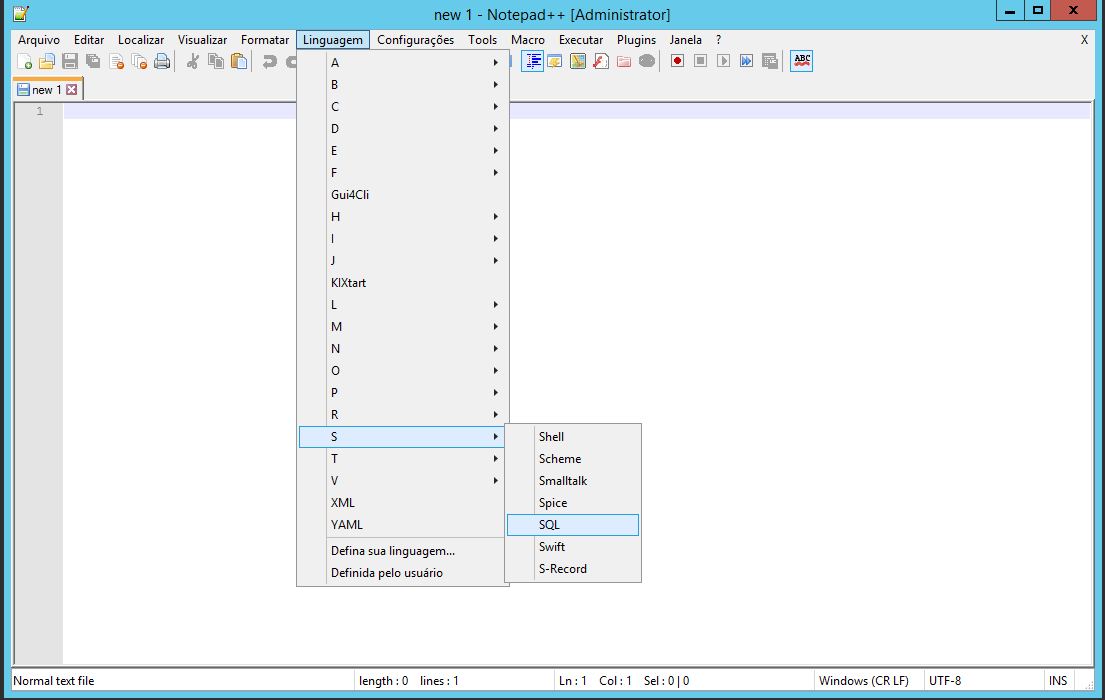 new 1 - Notepad++ [Administrator]
Arquivo Editar Localizar Visualizar Formatar Linguagem Configurações Tools Macro Executar Plugins Janela ? X
ABC
new 1
1
A
B
C
D
E
F
Gui4Cli
H
I
J
KIXtart
L
M
N
O
P
R
S
T
V
XML
YAML
Defina sua linguagem...
Definida pelo usuário
Shell
Scheme
Smalltalk
Spice
SQL
Swift
S-Record
Normal text file length : 0 lines : 1 Ln : 1 Col : 1 Sel : 0 | 0 Windows (CR LF) UTF-8 INS